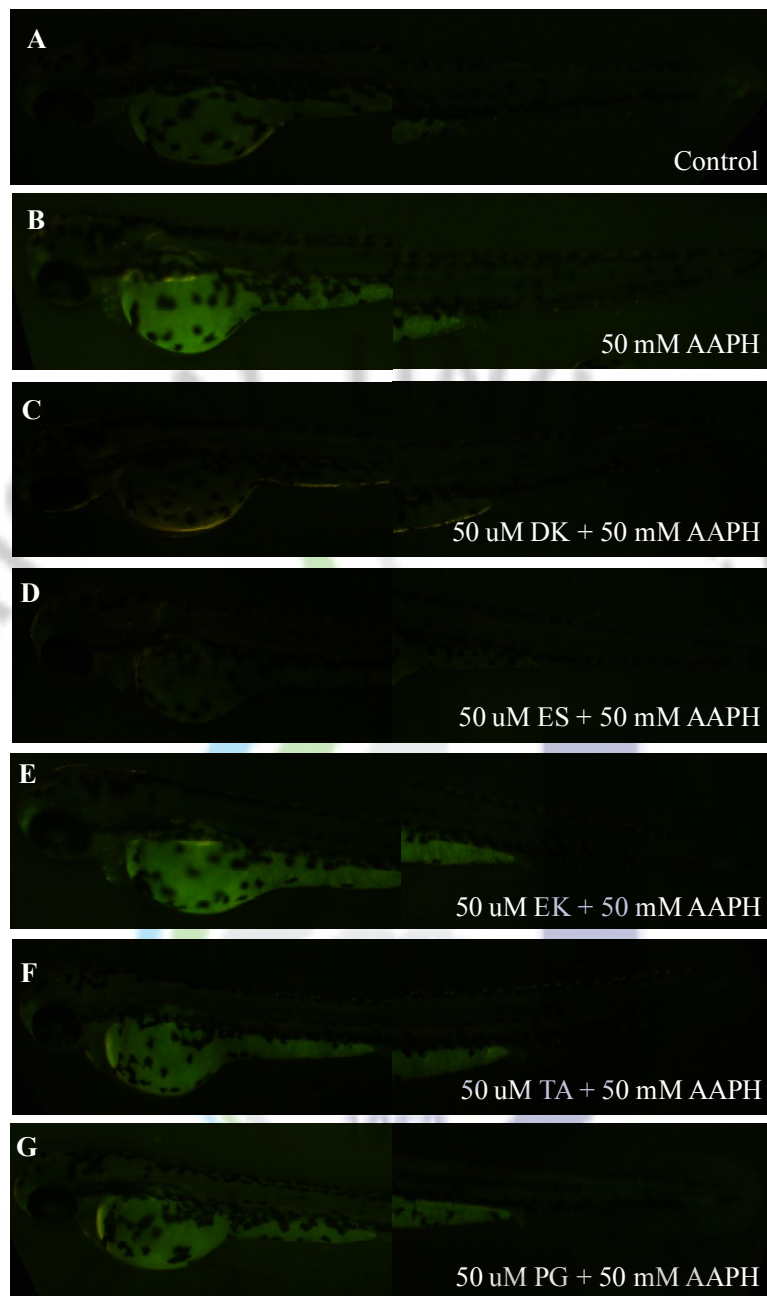 A
Control
B
50 mM AAPH
C
50 uM DK + 50 mM AAPH
D
50 uM ES + 50 mM AAPH
E
50 uM EK + 50 mM AAPH
F
50 uM TA + 50 mM AAPH
G
50 uM PG + 50 mM AAPH